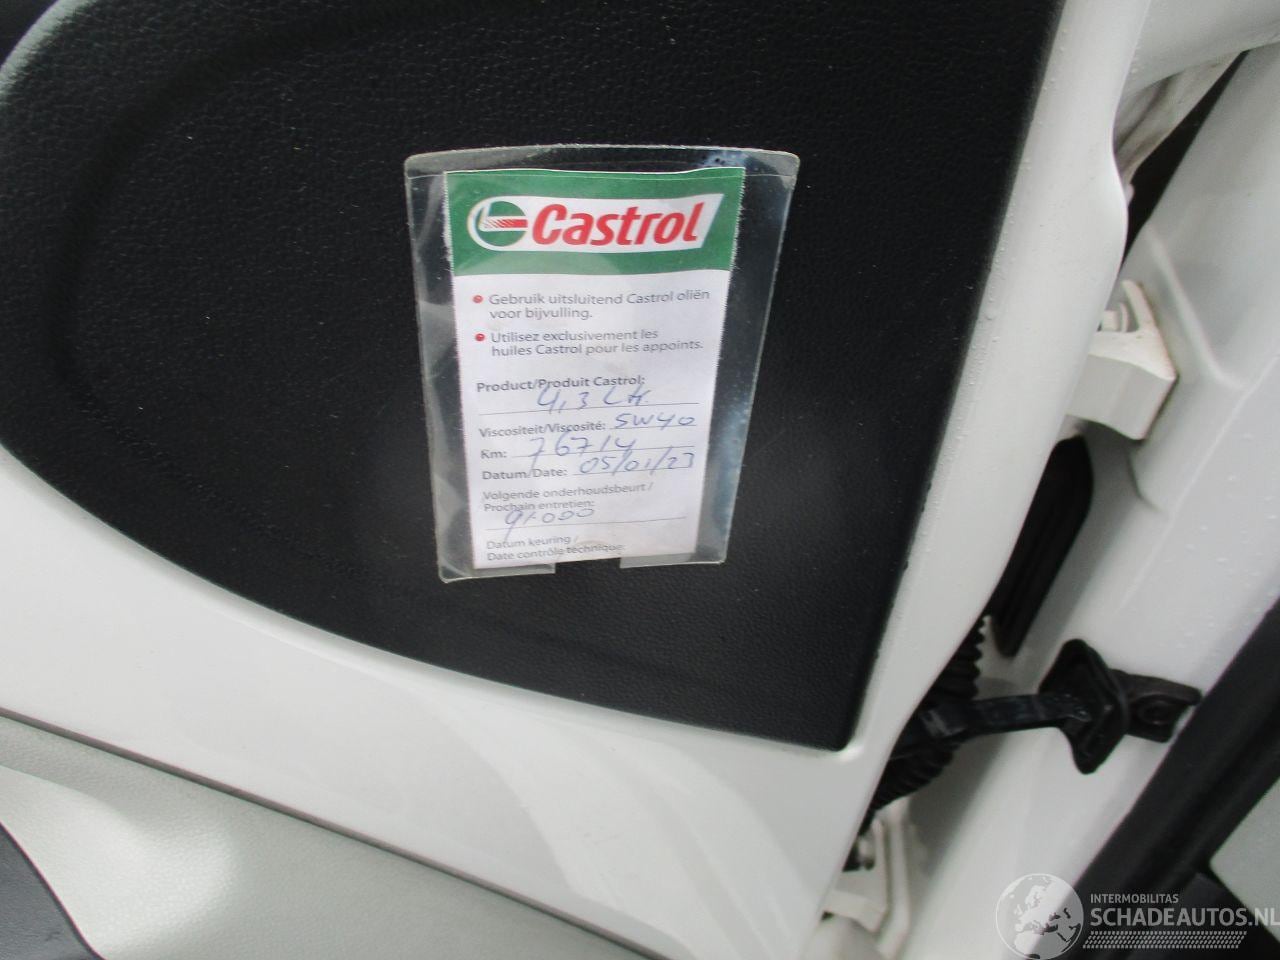 Castrol
Gebruik uitsluitend Castrol oliën
voor bijvulling.
Utilisez exclusivement les
huiles Castrol pour les appoints.
Product/Produit Castrol:
4,3 Ltr.
Viscositeit/Viscosité: 5W40
Km: 76714
Datum/Date: 05/01/23
Volgende onderhoudsbeurt /
Prochain entretien:
91.000
Datum keuring /
Date contrôle technique:
INTERMOBILITAS
SCHADEAUTOS.NL